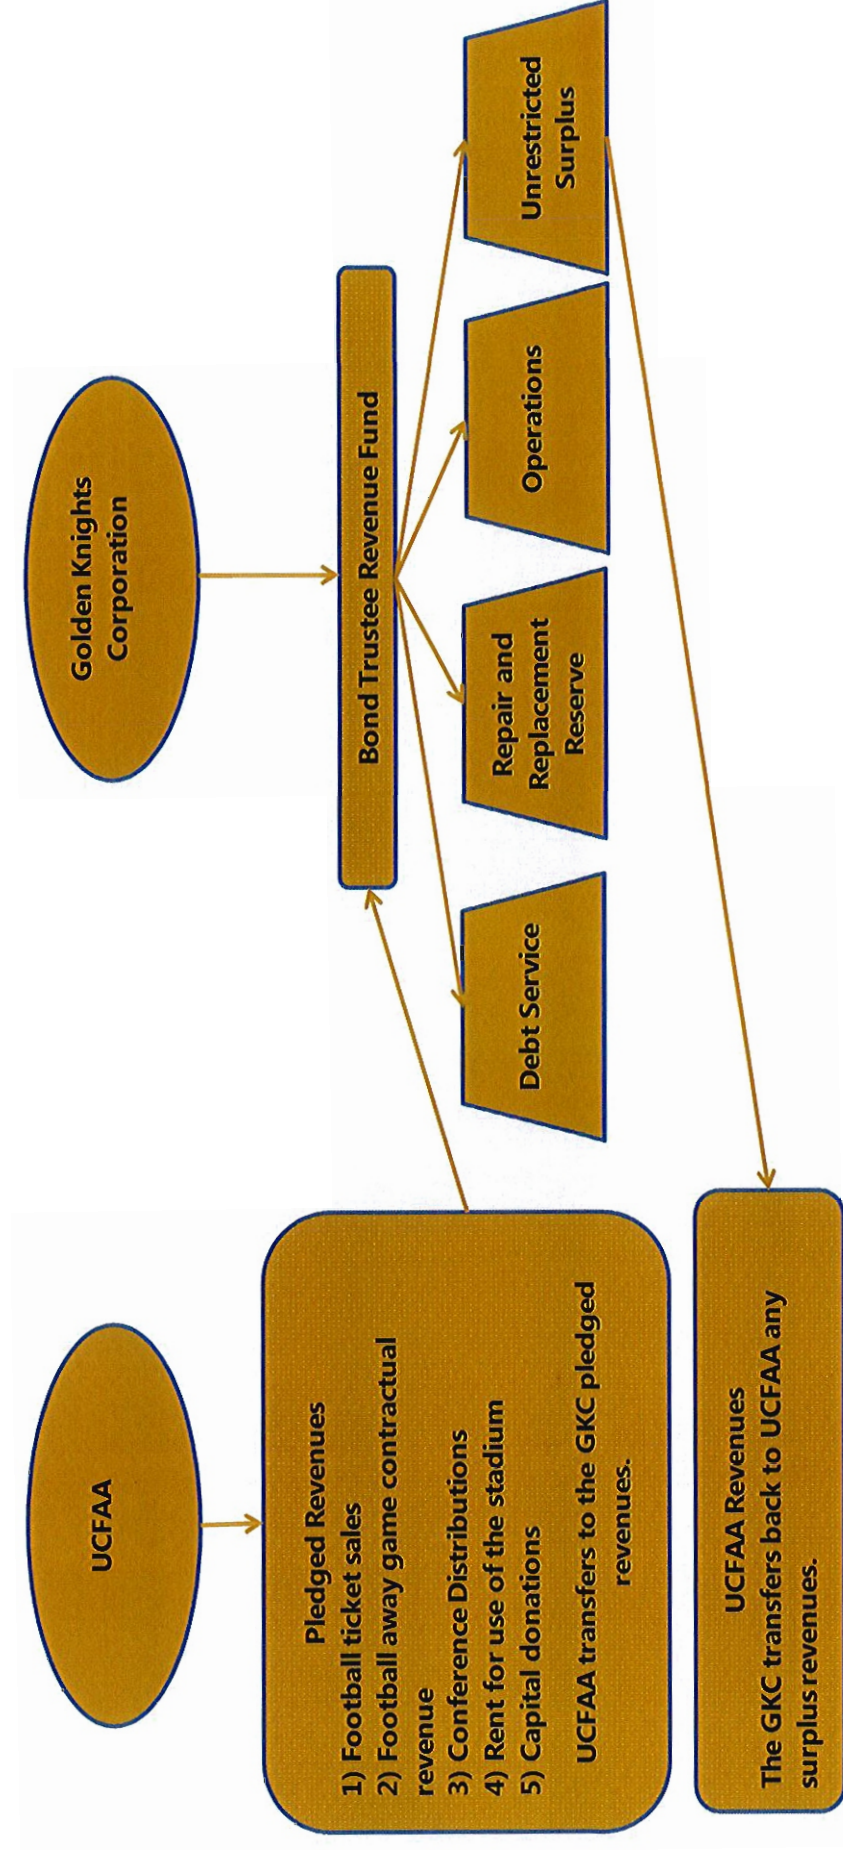 UCFAA
Golden Knights
Corporation
Pledged Revenues
1) Football ticket sales
2) Football away game contractual
revenue
3) Conference Distributions
4) Rent for use of the stadium
5) Capital donations
UCFAA transfers to the GKC pledged
revenues.
Bond Trustee Revenue Fund
Debt Service
Repair and
Replacement
Reserve
Operations
Unrestricted
Surplus
UCFAA Revenues
The GKC transfers back to UCFAA any
surplus revenues.